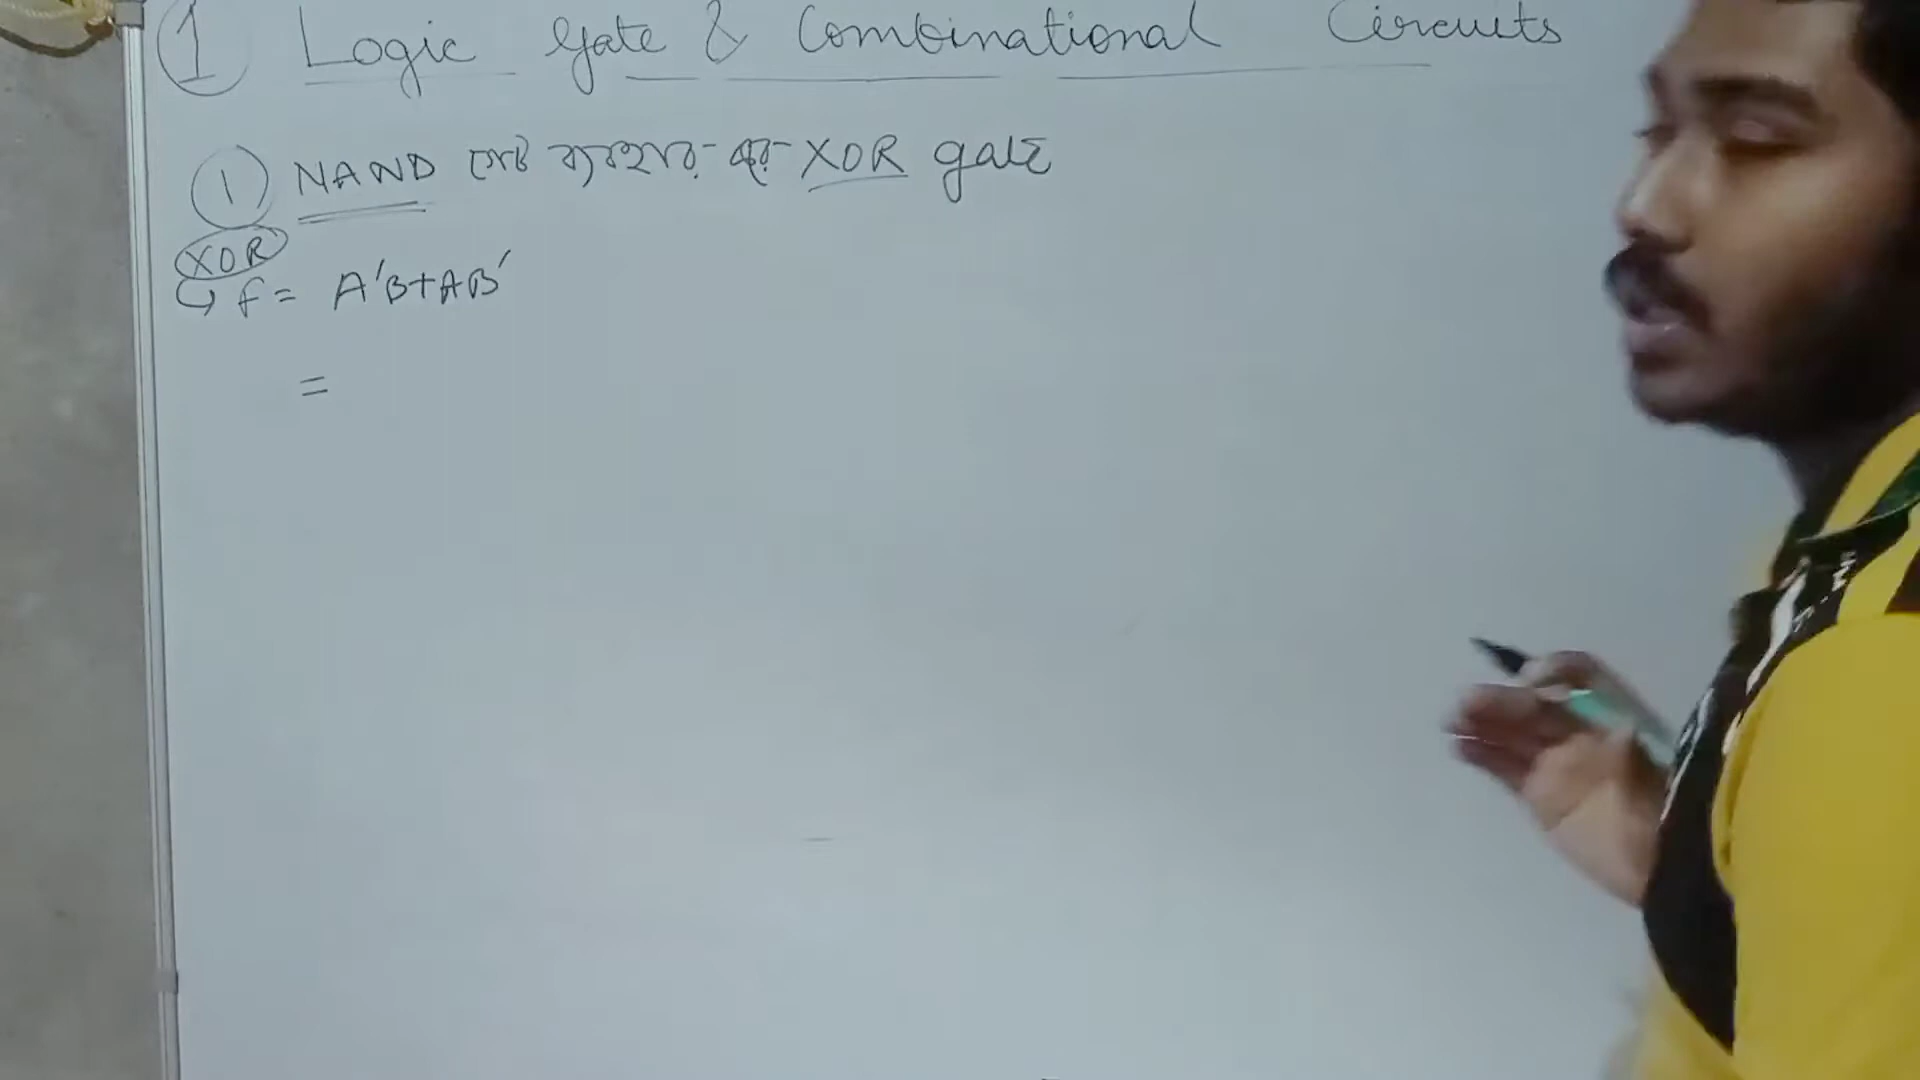 ① Logic gate & Combinational Circuits
① NAND গেট ব্যবহার করে XOR gate
XOR
↳ f = A'B+AB'
=